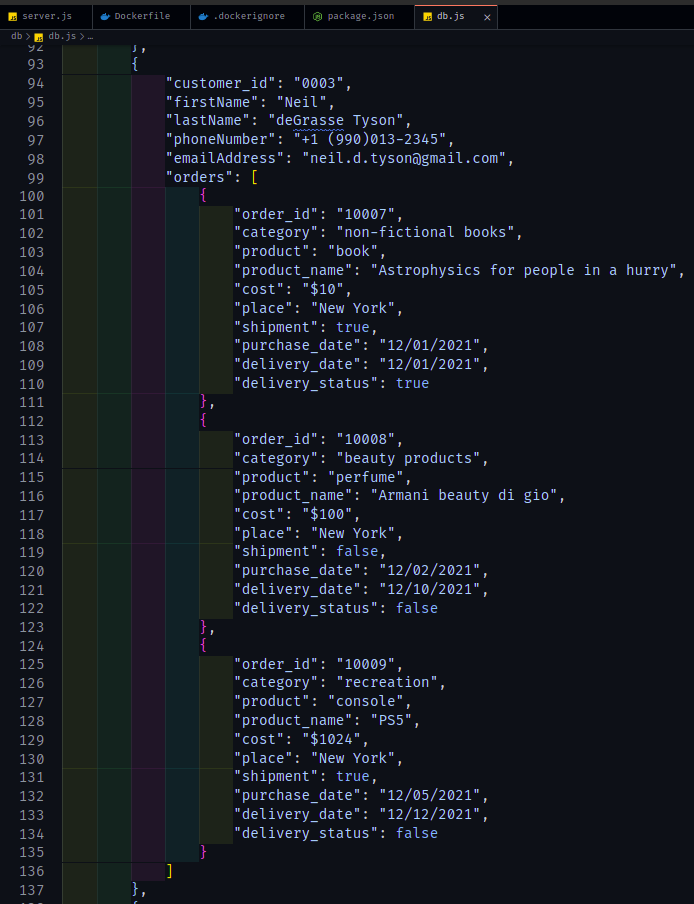 server.js
Dockerfile
.dockerignore
package.json
db.js
db > db.js > ...
92 },
93 {
94 "customer_id": "0003",
95 "firstName": "Neil",
96 "lastName": "deGrasse Tyson",
97 "phoneNumber": "+1 (990)013-2345",
98 "emailAddress": "neil.d.tyson@gmail.com",
99 "orders": [
100 {
101 "order_id": "10007",
102 "category": "non-fictional books",
103 "product": "book",
104 "product_name": "Astrophysics for people in a hurry",
105 "cost": "$10",
106 "place": "New York",
107 "shipment": true,
108 "purchase_date": "12/01/2021",
109 "delivery_date": "12/01/2021",
110 "delivery_status": true
111 },
112 {
113 "order_id": "10008",
114 "category": "beauty products",
115 "product": "perfume",
116 "product_name": "Armani beauty di gio",
117 "cost": "$100",
118 "place": "New York",
119 "shipment": false,
120 "purchase_date": "12/02/2021",
121 "delivery_date": "12/10/2021",
122 "delivery_status": false
123 },
124 {
125 "order_id": "10009",
126 "category": "recreation",
127 "product": "console",
128 "product_name": "PS5",
129 "cost": "$1024",
130 "place": "New York",
131 "shipment": true,
132 "purchase_date": "12/05/2021",
133 "delivery_date": "12/12/2021",
134 "delivery_status": false
135 }
136 ]
137 },